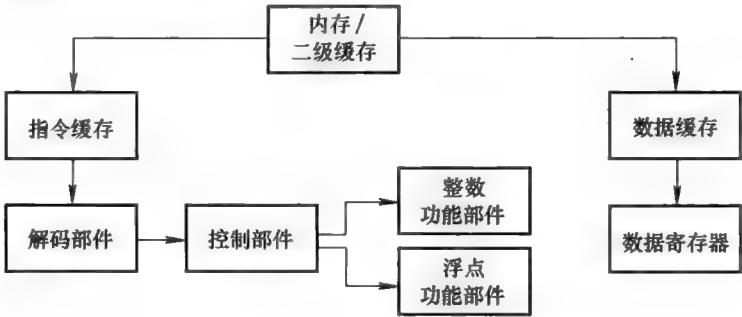 内存/
二级缓存
指令缓存
数据缓存
整数
功能部件
解码部件
控制部件
数据寄存器
浮点
功能部件